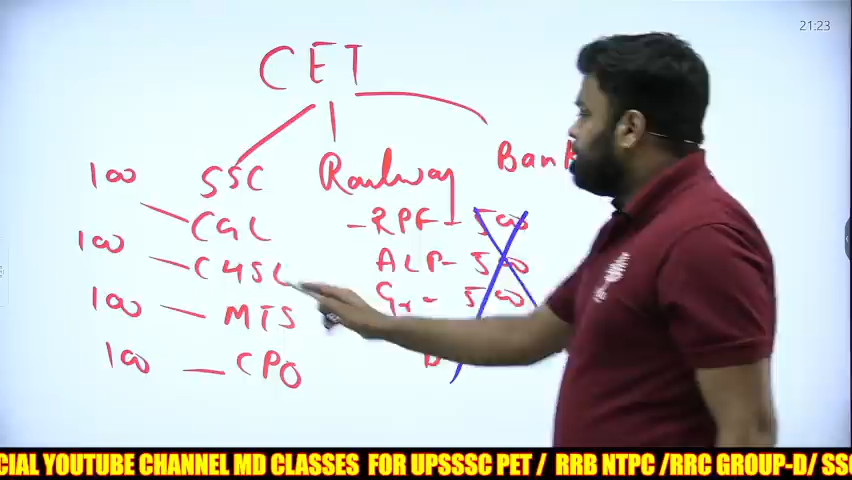 21:23
CET
SSC Railway Bank
100
CGL - RPF - 500
100
CHSL ALP - 500
100 Gr - 500
MTS
100 CPO
CIAL YOUTUBE CHANNEL MD CLASSES FOR UPSSSC PET / RRB NTPC /RRC GROUP-D/ SSC